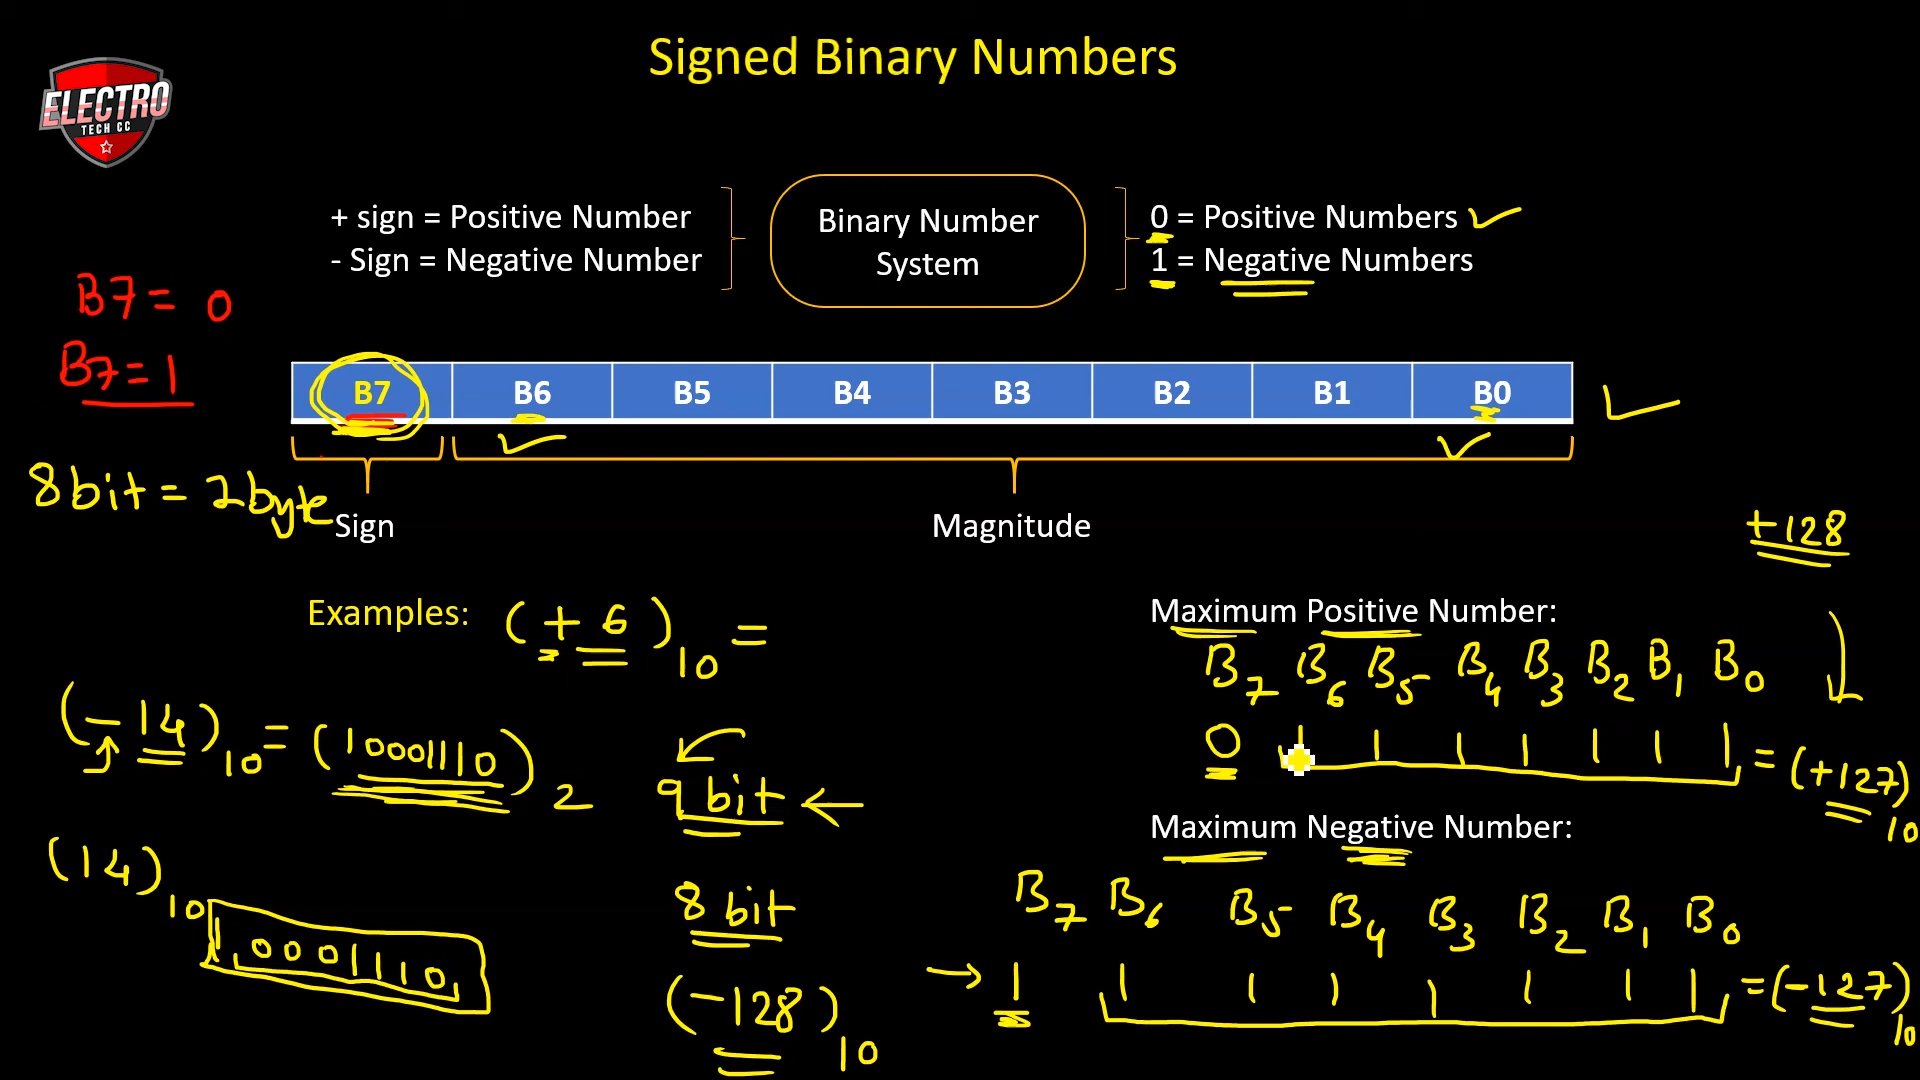 Signed Binary Numbers
ELECTRO
TECH CC
+ sign = Positive Number
- Sign = Negative Number
Binary Number
System
0 = Positive Numbers
1 = Negative Numbers
B7 = 0
B7 = 1
B7 B6 B5 B4 B3 B2 B1 B0
8 bit = 2 byte
Sign
Magnitude
+128
Examples: (+ 6)10 =
Maximum Positive Number:
B7 B6 B5 B4 B3 B2 B1 B0
0 1 1 1 1 1 1 1 = (+127)10
(-14)10 = (10001110)2
9 bit ←
Maximum Negative Number:
(14)10
10001110
8 bit
(-128)10
B7 B6 B5 B4 B3 B2 B1 B0
→ 1 1 1 1 1 1 1 1 = (-127)10